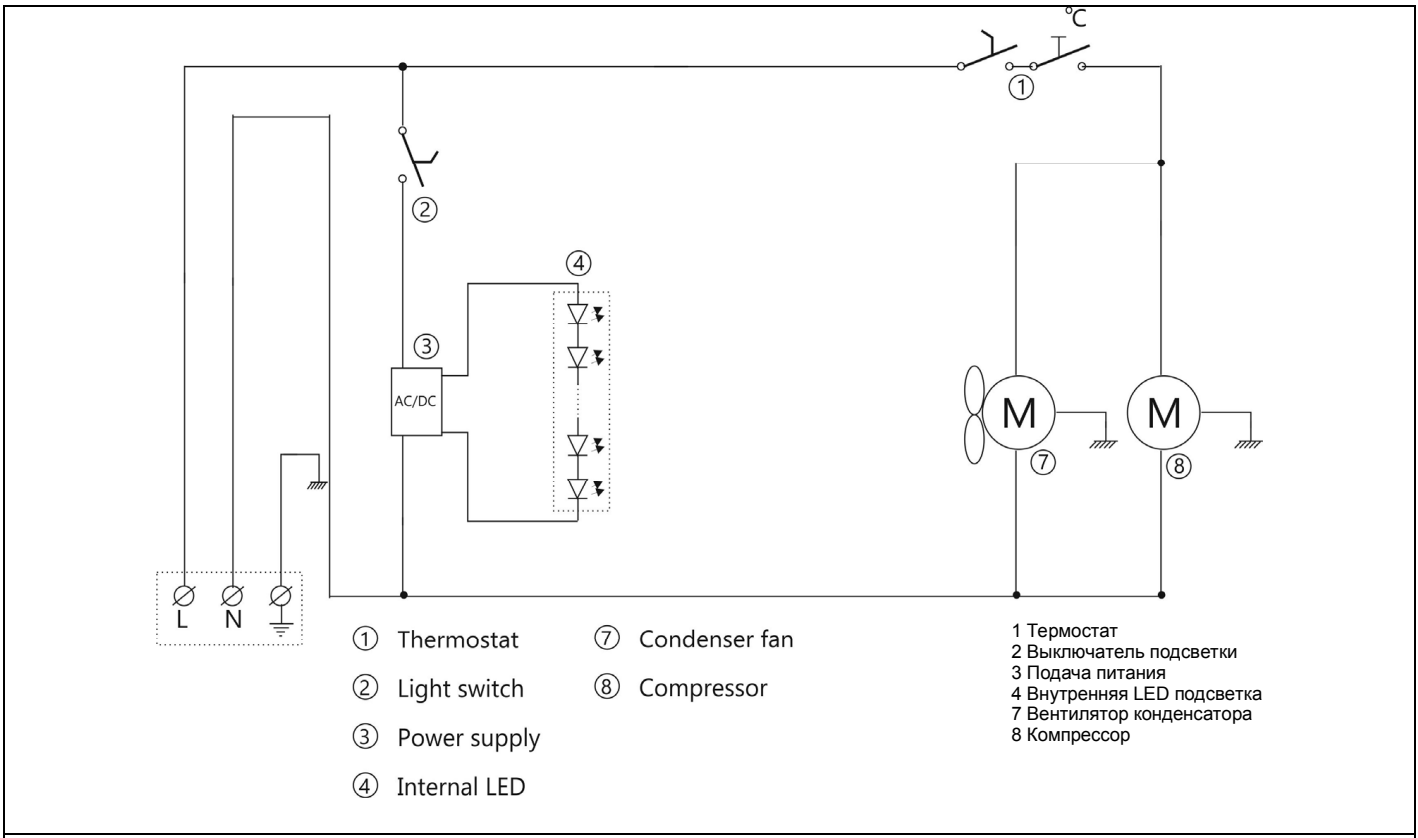 °C
①
②
④
③
AC/DC
M
M
⑦
⑧
L
N
① Thermostat
② Light switch
③ Power supply
④ Internal LED
⑦ Condenser fan
⑧ Compressor
1 Термостат
2 Выключатель подсветки
3 Подача питания
4 Внутренняя LED подсветка
7 Вентилятор конденсатора
8 Компрессор